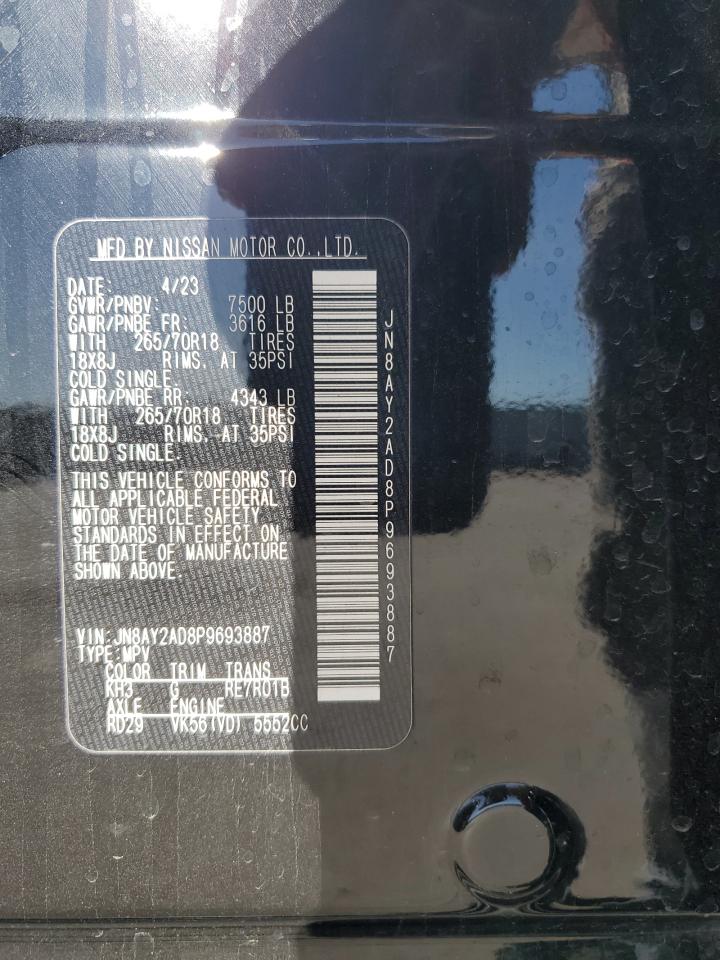 MFD BY NISSAN MOTOR CO.,LTD.
DATE: 4/23
GVWR/PNBV: 7500 LB
GAWR/PNBE FR: 3616 LB
WITH 265/70R18 TIRES
18X8J RIMS. AT 35PSI
COLD SINGLE.
GAWR/PNBE RR: 4343 LB
WITH 265/70R18 TIRES
18X8J RIMS. AT 35PSI
COLD SINGLE.
THIS VEHICLE CONFORMS TO
ALL APPLICABLE FEDERAL
MOTOR VEHICLE SAFETY
STANDARDS IN EFFECT ON
THE DATE OF MANUFACTURE
SHOWN ABOVE.
VIN:JN8AY2AD8P9693887
TYPE:MPV
COLOR TRIM TRANS
KH3 G RE7R01B
AXLE ENGINE
RD29 VK56(VD) 5552CC
JN8AY2AD8P9693887